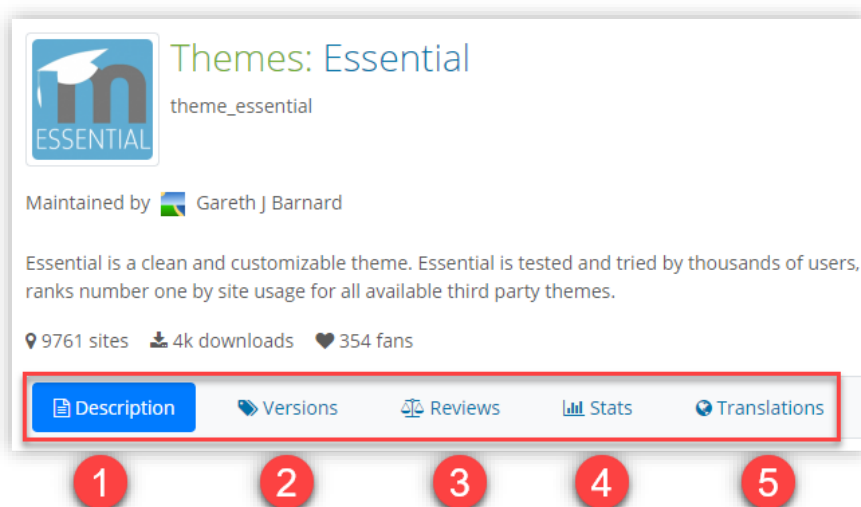 m
ESSENTIAL
Themes: Essential
theme_essential
Maintained by Gareth J Barnard
Essential is a clean and customizable theme. Essential is tested and tried by thousands of users,
ranks number one by site usage for all available third party themes.
9761 sites 4k downloads 354 fans
Description Versions Reviews Stats Translations
1 2 3 4 5